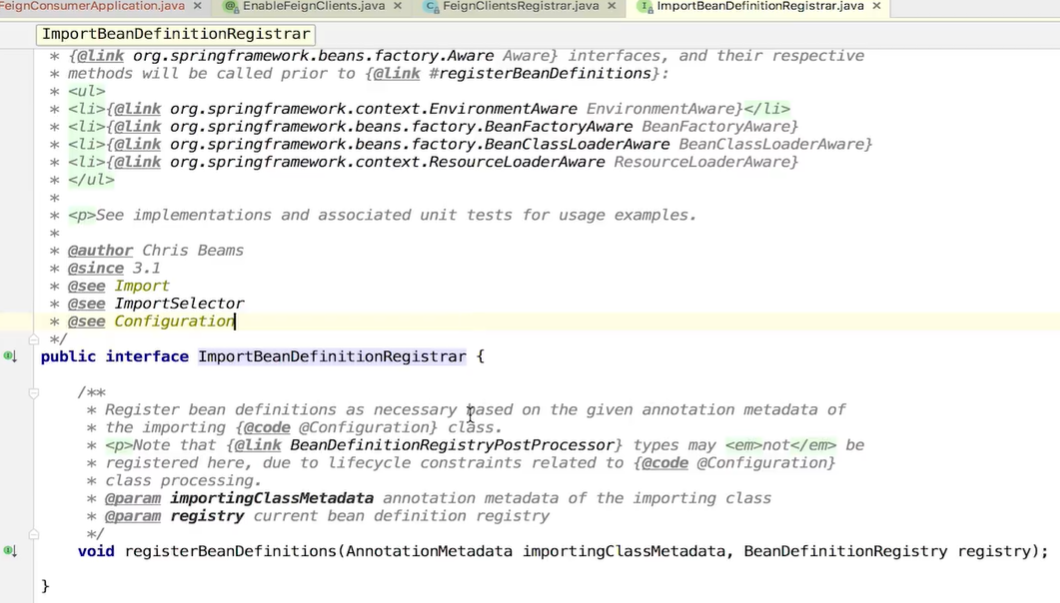 FeignConsumerApplication.java × EnableFeignClients.java × FeignClientsRegistrar.java × ImportBeanDefinitionRegistrar.java ×
ImportBeanDefinitionRegistrar
* {@link org.springframework.beans.factory.Aware Aware} interfaces, and their respective
* methods will be called prior to {@link #registerBeanDefinitions}:
* <ul>
* <li>{@link org.springframework.context.EnvironmentAware EnvironmentAware}</li>
* <li>{@link org.springframework.beans.factory.BeanFactoryAware BeanFactoryAware}
* <li>{@link org.springframework.beans.factory.BeanClassLoaderAware BeanClassLoaderAware}
* <li>{@link org.springframework.context.ResourceLoaderAware ResourceLoaderAware}
* </ul>
*
* <p>See implementations and associated unit tests for usage examples.
*
* @author Chris Beams
* @since 3.1
* @see Import
* @see ImportSelector
* @see Configuration
*/
public interface ImportBeanDefinitionRegistrar {
/**
* Register bean definitions as necessary based on the given annotation metadata of
* the importing {@code @Configuration} class.
* <p>Note that {@link BeanDefinitionRegistryPostProcessor} types may <em>not</em> be
* registered here, due to lifecycle constraints related to {@code @Configuration}
* class processing.
* @param importingClassMetadata annotation metadata of the importing class
* @param registry current bean definition registry
*/
void registerBeanDefinitions(AnnotationMetadata importingClassMetadata, BeanDefinitionRegistry registry);
}